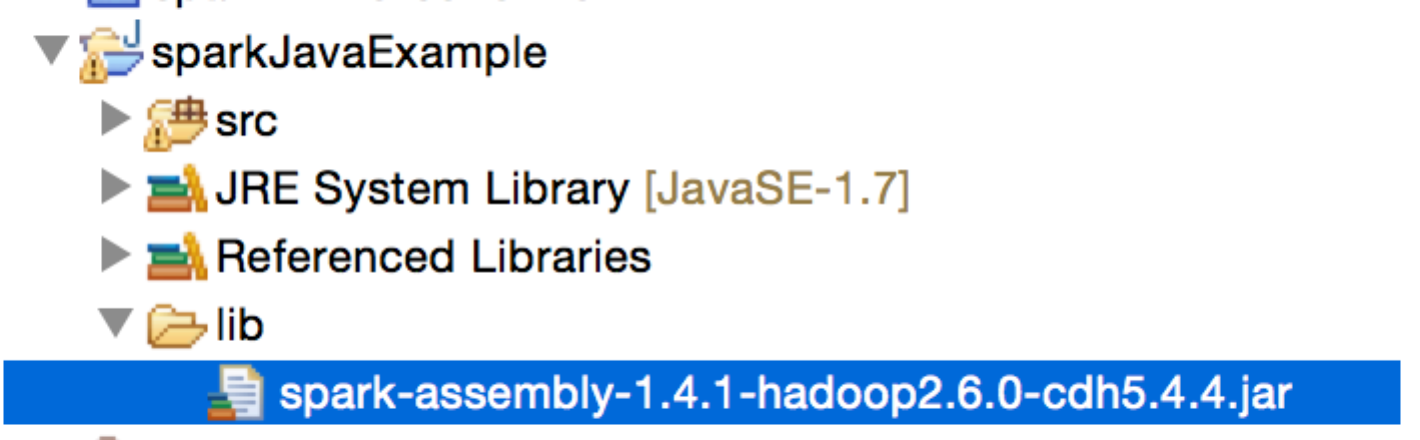 sparkJavaExample
src
JRE System Library [JavaSE-1.7]
Referenced Libraries
lib
spark-assembly-1.4.1-hadoop2.6.0-cdh5.4.4.jar